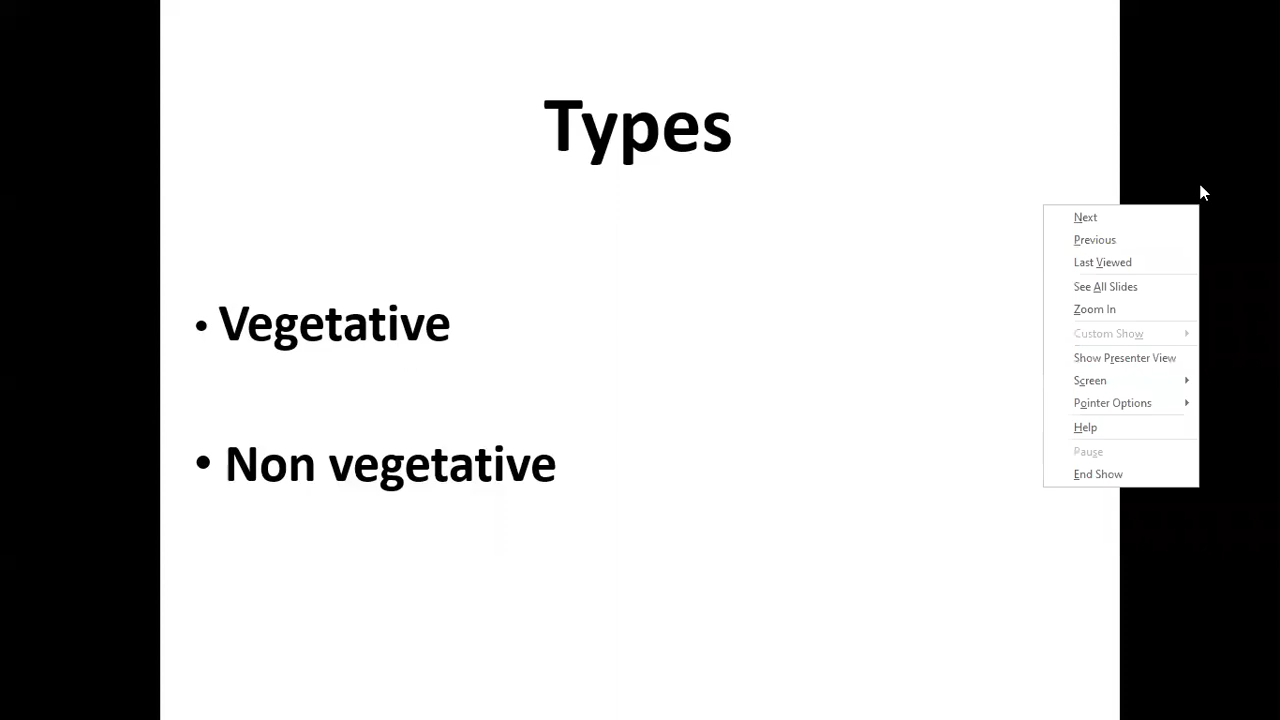 Types
• Vegetative
• Non vegetative
Next
Previous
Last Viewed
See All Slides
Zoom In
Custom Show
Show Presenter View
Screen
Pointer Options
Help
Pause
End Show